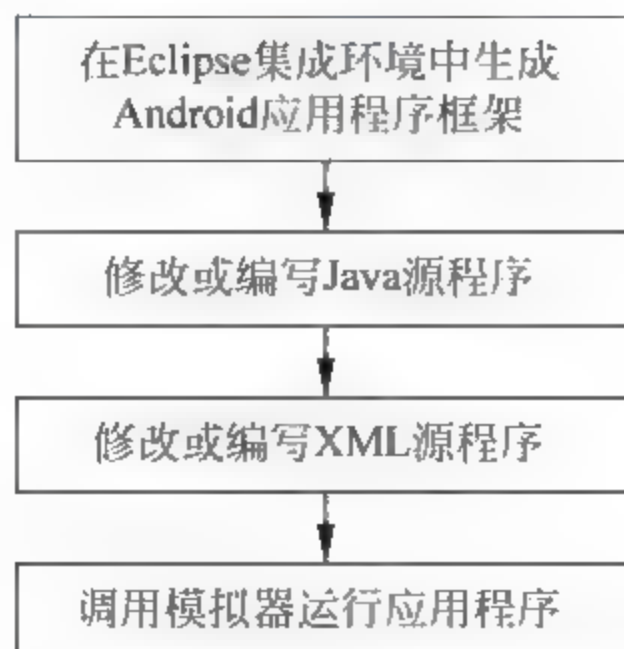 在Eclipse集成环境中生成
Android应用程序框架
修改或编写Java源程序
修改或编写XML源程序
调用模拟器运行应用程序